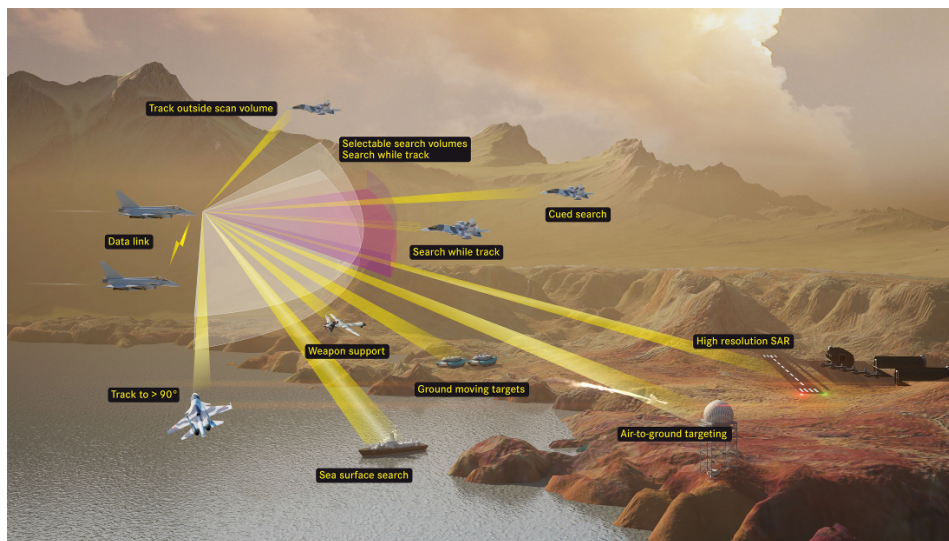 Track outside scan volume
Selectable search volumes
Search while track
Cued search
Data link
Search while track
High resolution SAR
Weapon support
Ground moving targets
Track to > 90°
Air-to-ground targeting
Sea surface search